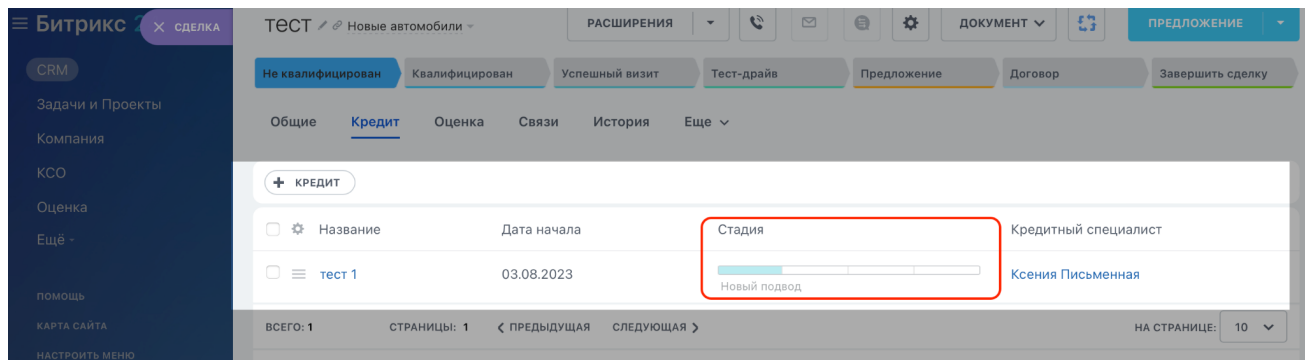 Битрикс 2
СДЕЛКА
CRM
Задачи и Проекты
Компания
КСО
Оценка
Ещё
ПОМОЩЬ
КАРТА САЙТА
НАСТРОИТЬ МЕНЮ
ТЕСТ Новые автомобили
РАСШИРЕНИЯ
ДОКУМЕНТ
ПРЕДЛОЖЕНИЕ
Не квалифицирован Квалифицирован Успешный визит Тест-драйв Предложение Договор Завершить сделку
Общие Кредит Оценка Связи История Еще
+ КРЕДИТ
Название Дата начала Стадия Кредитный специалист
тест 1 03.08.2023 Новый подвод Ксения Письменная
ВСЕГО: 1 СТРАНИЦЫ: 1 ПРЕДЫДУЩАЯ СЛЕДУЮЩАЯ НА СТРАНИЦЕ: 10